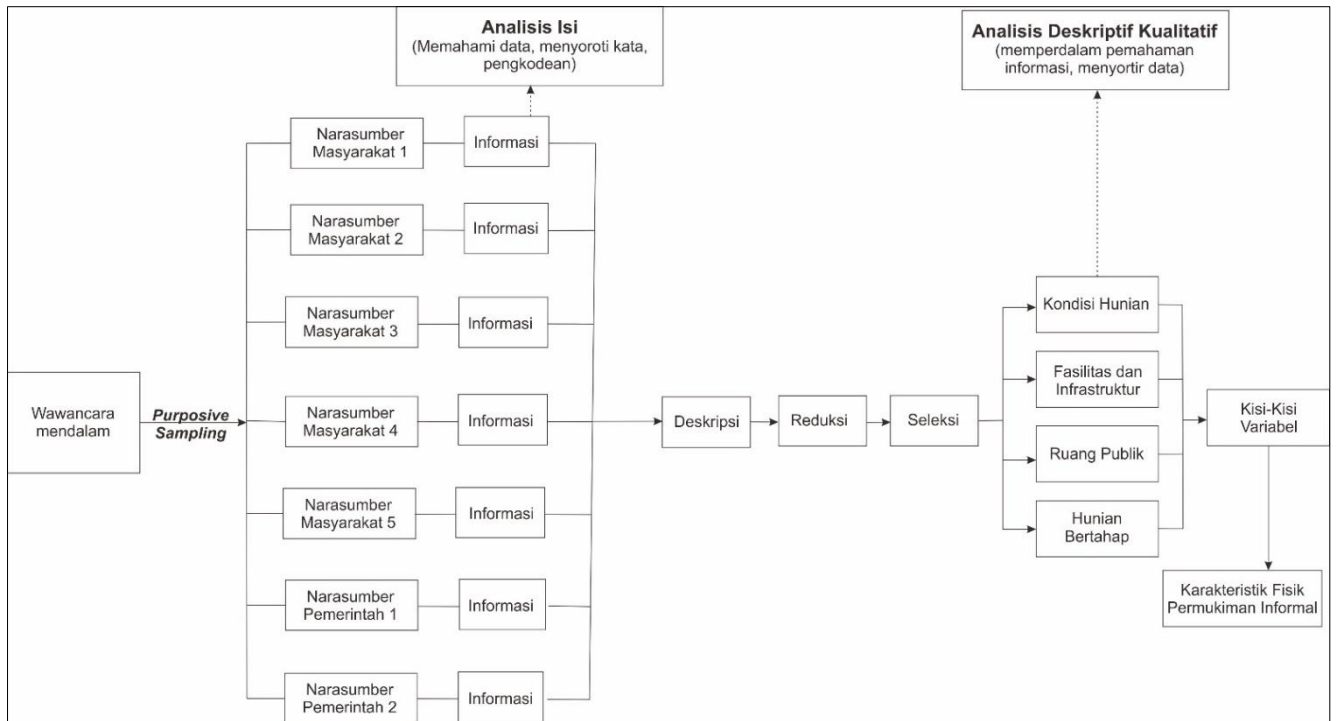 Analisis Isi
(Memahami data, menyoroti kata,
pengkodean)
Analisis Deskriptif Kualitatif
(memperdalam pemahaman
informasi, menyortir data)
Narasumber
Masyarakat 1
Informasi
Narasumber
Masyarakat 2
Informasi
Narasumber
Masyarakat 3
Informasi
Narasumber
Masyarakat 4
Informasi
Narasumber
Masyarakat 5
Informasi
Narasumber
Pemerintah 1
Informasi
Narasumber
Pemerintah 2
Informasi
Wawancara
mendalam
Purposive
Sampling
Deskripsi
Reduksi
Seleksi
Kondisi Hunian
Fasilitas dan
Infrastruktur
Ruang Publik
Hunian
Bertahap
Kisi-Kisi
Variabel
Karakteristik Fisik
Permukiman Informal